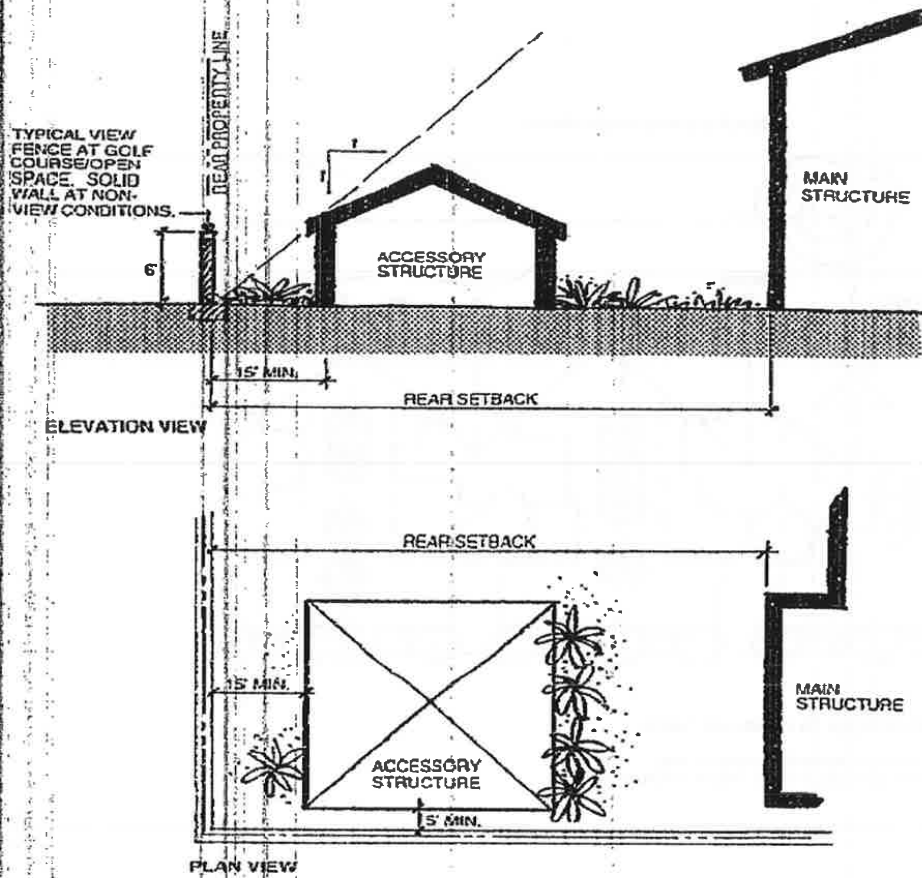 REAR PROPERTY LINE
TYPICAL VIEW
FENCE AT GOLF
COURSE/OPEN
SPACE. SOLID
WALL AT NON-
VIEW CONDITIONS.
1'
1'
6'
ACCESSORY
STRUCTURE
MAIN
STRUCTURE
15' MIN.
REAR SETBACK
ELEVATION VIEW
REAR SETBACK
15' MIN.
MAIN
STRUCTURE
ACCESSORY
STRUCTURE
5' MIN.
PLAN VIEW